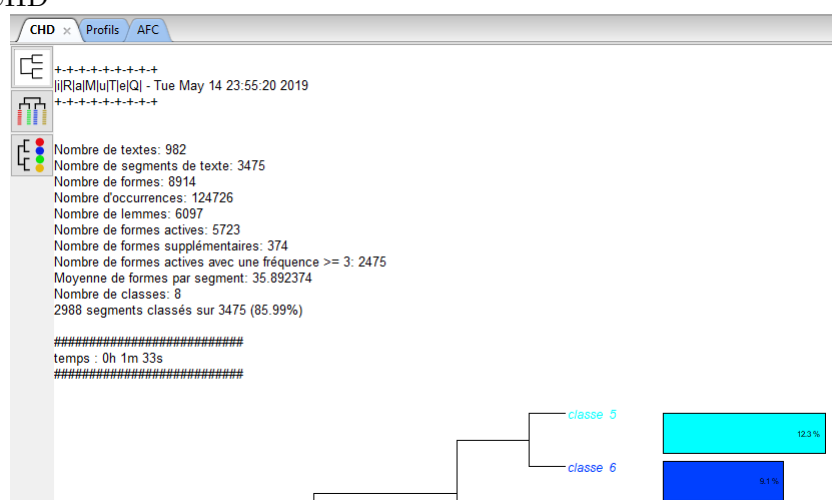 CHD Profils AFC
+-+-+-+-+-+-+-+-+-+
|i|R|a|M|u|T|e|Q| - Tue May 14 23:55:20 2019
+-+-+-+-+-+-+-+-+-+
Nombre de textes: 982
Nombre de segments de texte: 3475
Nombre de formes: 8914
Nombre d'occurrences: 124726
Nombre de lemmes: 6097
Nombre de formes actives: 5723
Nombre de formes supplémentaires: 374
Nombre de formes actives avec une fréquence >= 3: 2475
Moyenne de formes par segment: 35.892374
Nombre de classes: 8
2988 segments classés sur 3475 (85.99%)
###########################
temps : 0h 1m 33s
###########################
classe 5 12.3 %
classe 6 9.1 %